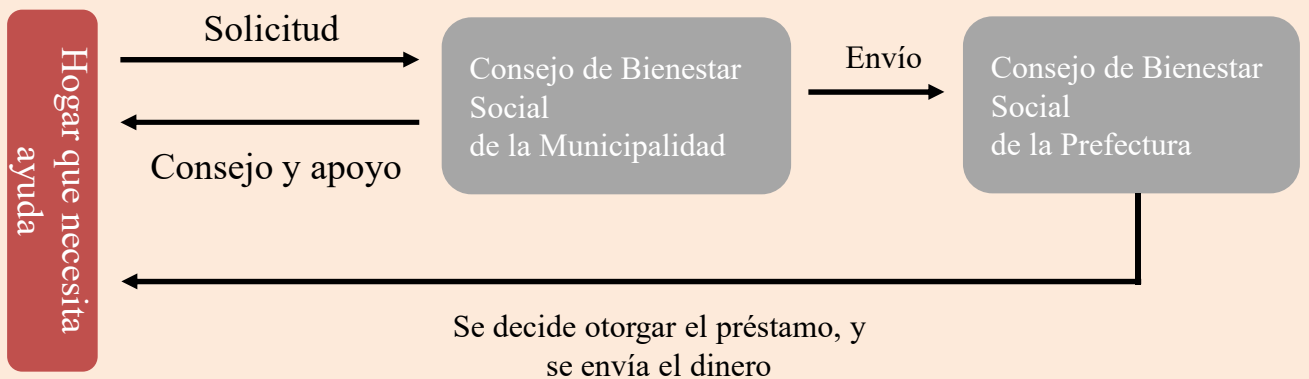 Hogar que necesita
ayuda
Solicitud
Consejo y apoyo
Consejo de Bienestar
Social
de la Municipalidad
Envío
Consejo de Bienestar
Social
de la Prefectura
Se decide otorgar el préstamo, y
se envía el dinero